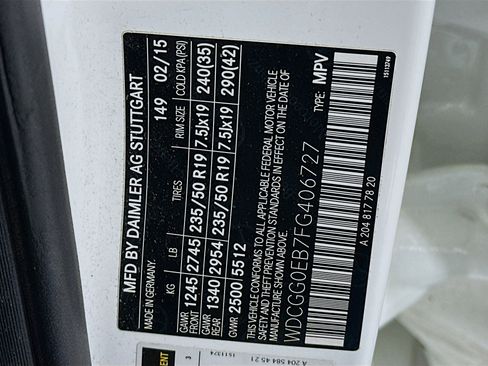 MFD BY DAIMLER AG STUTTGART
MADE IN GERMANY 149 02/15
KG LB TIRES RIM SIZE COLD KPA(PSI)
GAWR FRONT 1245 2745 235/50 R19 7.5Jx19 240(35)
GAWR REAR 1340 2954 235/50 R19 7.5Jx19 290(42)
GVWR 2500 5512
THIS VEHICLE CONFORMS TO ALL APPLICABLE FEDERAL MOTOR VEHICLE
SAFETY AND THEFT PREVENTION STANDARDS IN EFFECT ON THE DATE OF
MANUFACTURE SHOWN ABOVE.
WDCGG0EB7FG406727 TYPE: MPV
A 204 817 78 20 15113249
3 A 204 584 45 21
1511374